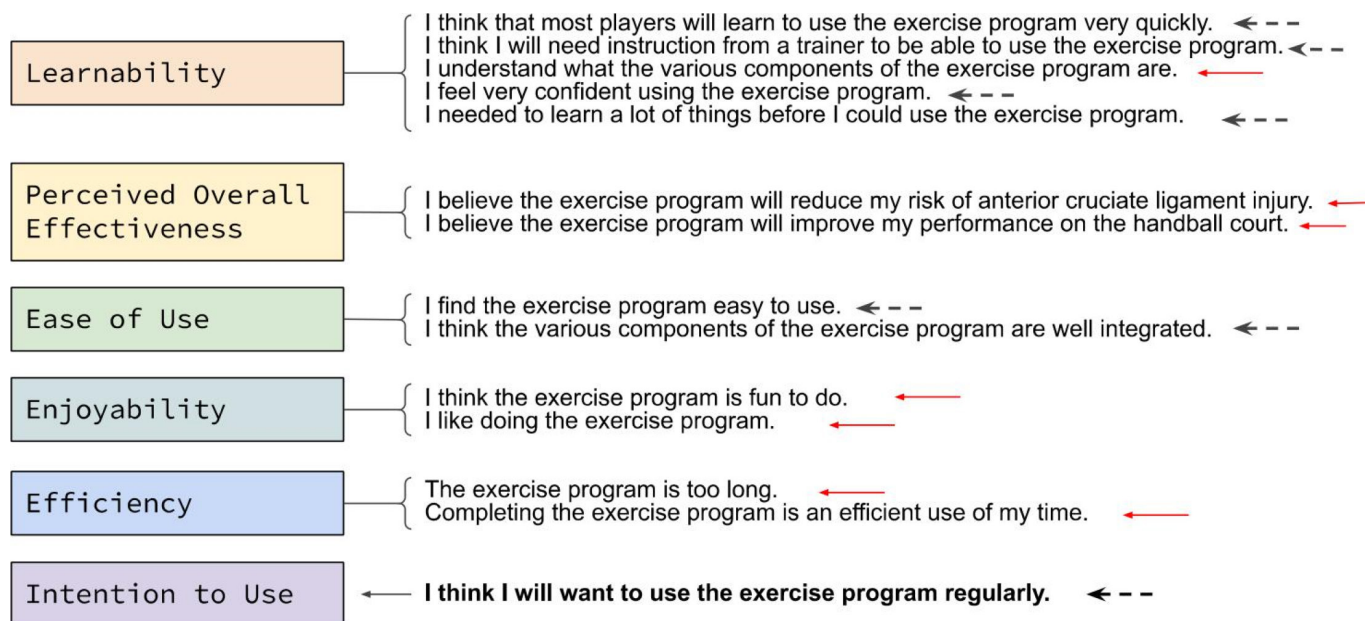 Learnability
I think that most players will learn to use the exercise program very quickly.
I think I will need instruction from a trainer to be able to use the exercise program.
I understand what the various components of the exercise program are.
I feel very confident using the exercise program.
I needed to learn a lot of things before I could use the exercise program.
Perceived Overall
Effectiveness
I believe the exercise program will reduce my risk of anterior cruciate ligament injury.
I believe the exercise program will improve my performance on the handball court.
Ease of Use
I find the exercise program easy to use.
I think the various components of the exercise program are well integrated.
Enjoyability
I think the exercise program is fun to do.
I like doing the exercise program.
Efficiency
The exercise program is too long.
Completing the exercise program is an efficient use of my time.
Intention to Use
I think I will want to use the exercise program regularly.